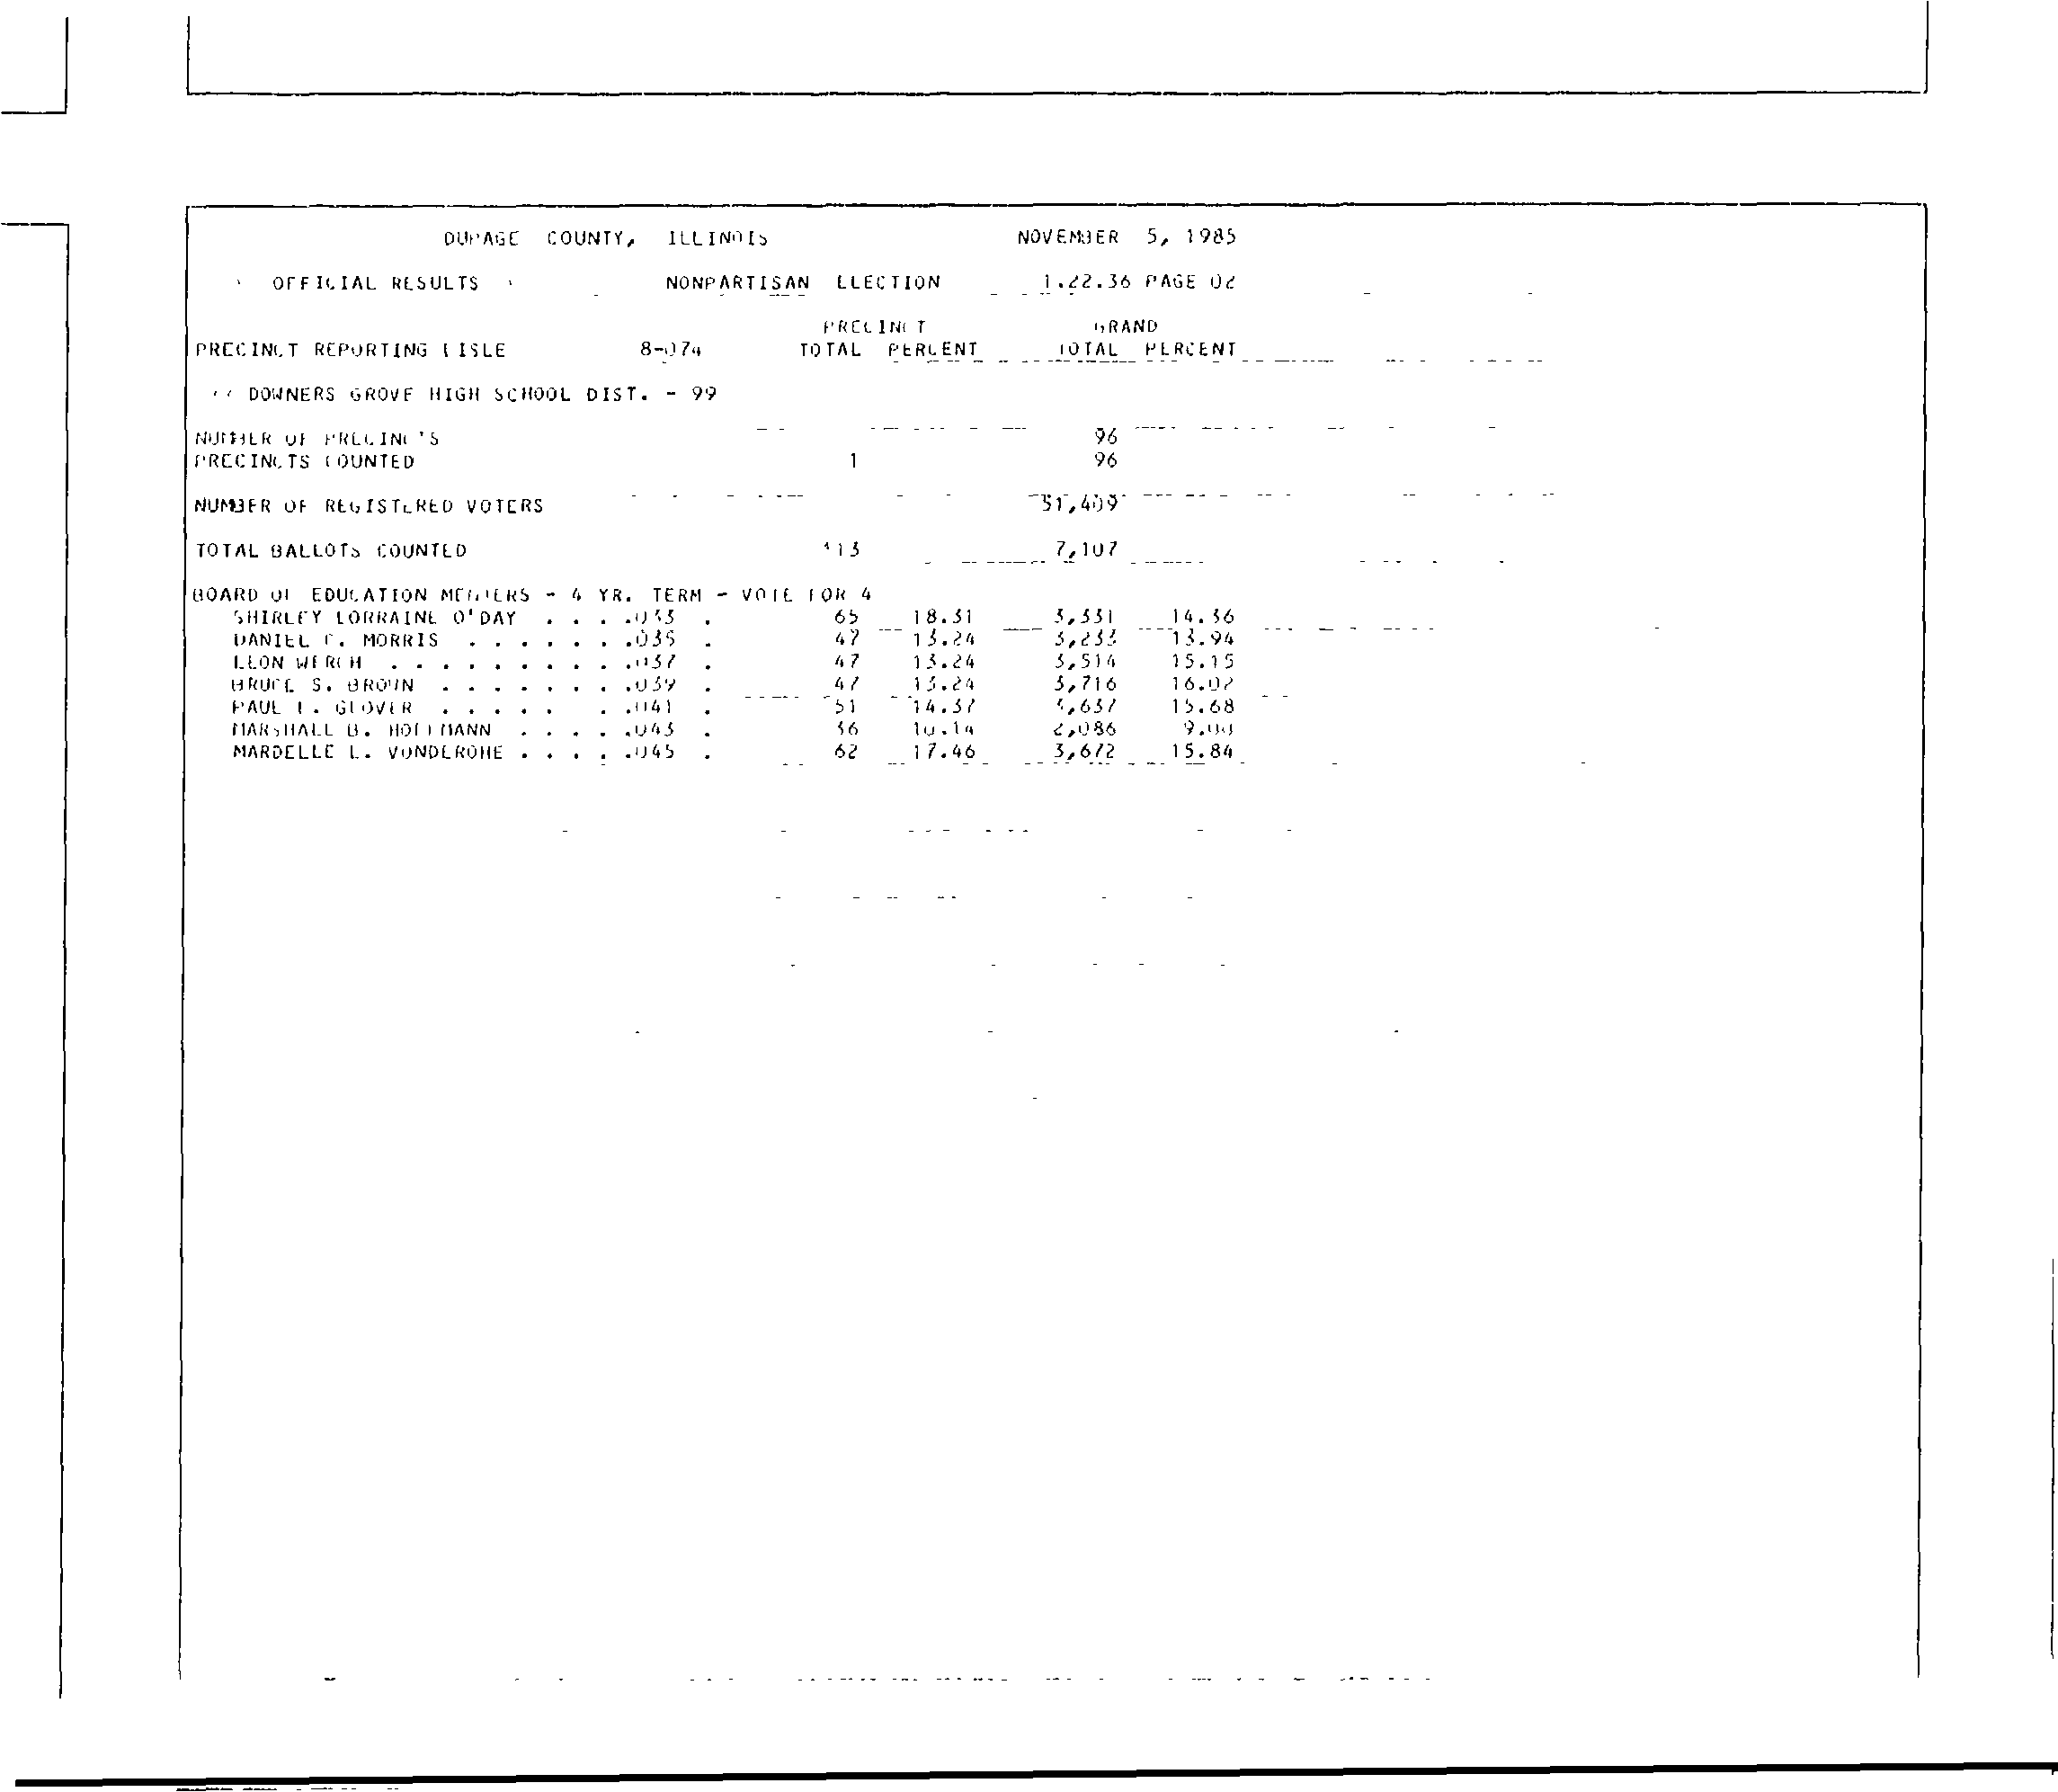 DUPAGE COUNTY, ILLINOIS NOVEMBER 5, 1985
OFFICIAL RESULTS NONPARTISAN ELECTION 1.22.36 PAGE 02
PRECINCT GRAND
PRECINCT REPORTING LISLE 8-074 TOTAL PERCENT TOTAL PERCENT
DOWNERS GROVE HIGH SCHOOL DIST. - 99
NUMBER OF PRECINCTS 96
PRECINCTS COUNTED 1 96
NUMBER OF REGISTERED VOTERS 51,409
TOTAL BALLOTS COUNTED 7,107
BOARD OF EDUCATION MEMBERS - 4 YR. TERM - VOTE FOR 4
SHIRLEY LORRAINE O'DAY . . . .033 . 65 18.31 3,331 14.36
DANIEL MORRIS . . . . . . .035 . 47 13.24 3,233 13.94
LEON WERCH . . . . . . . . . .037 . 47 13.24 3,514 15.15
BRUCE S. BROWN . . . . . . . .039 . 47 13.24 3,716 16.02
PAUL GLOVER . . . . . . .041 . 51 14.37 3,637 15.68
MARSHALL B. HOFFMANN . . . . .043 . 36 10.14 2,086 9.00
MARDELLE L. VONDEROHE . . . . .045 . 62 17.46 3,672 15.84